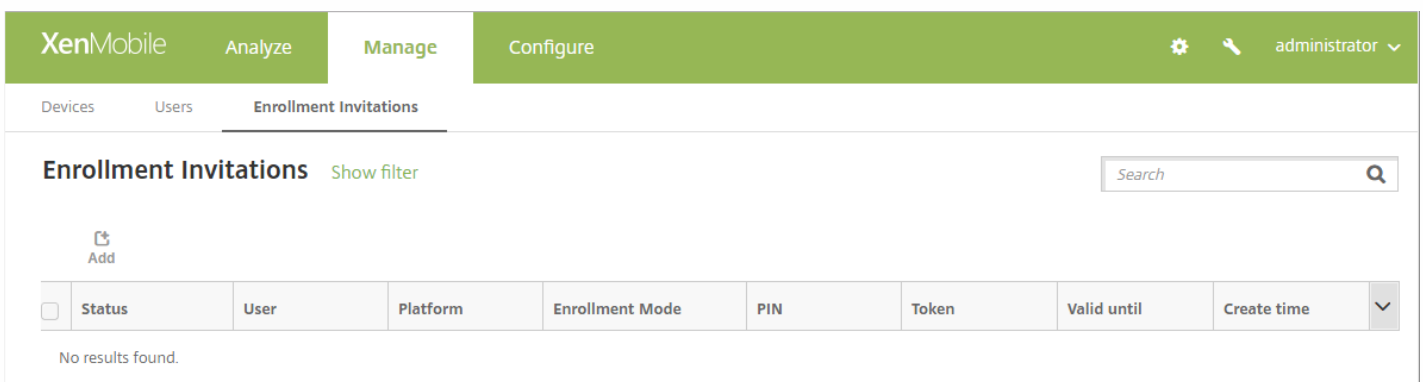 XenMobile Analyze Manage Configure administrator
Devices Users Enrollment Invitations
Enrollment Invitations Show filter Search
Add
Status User Platform Enrollment Mode PIN Token Valid until Create time
No results found.